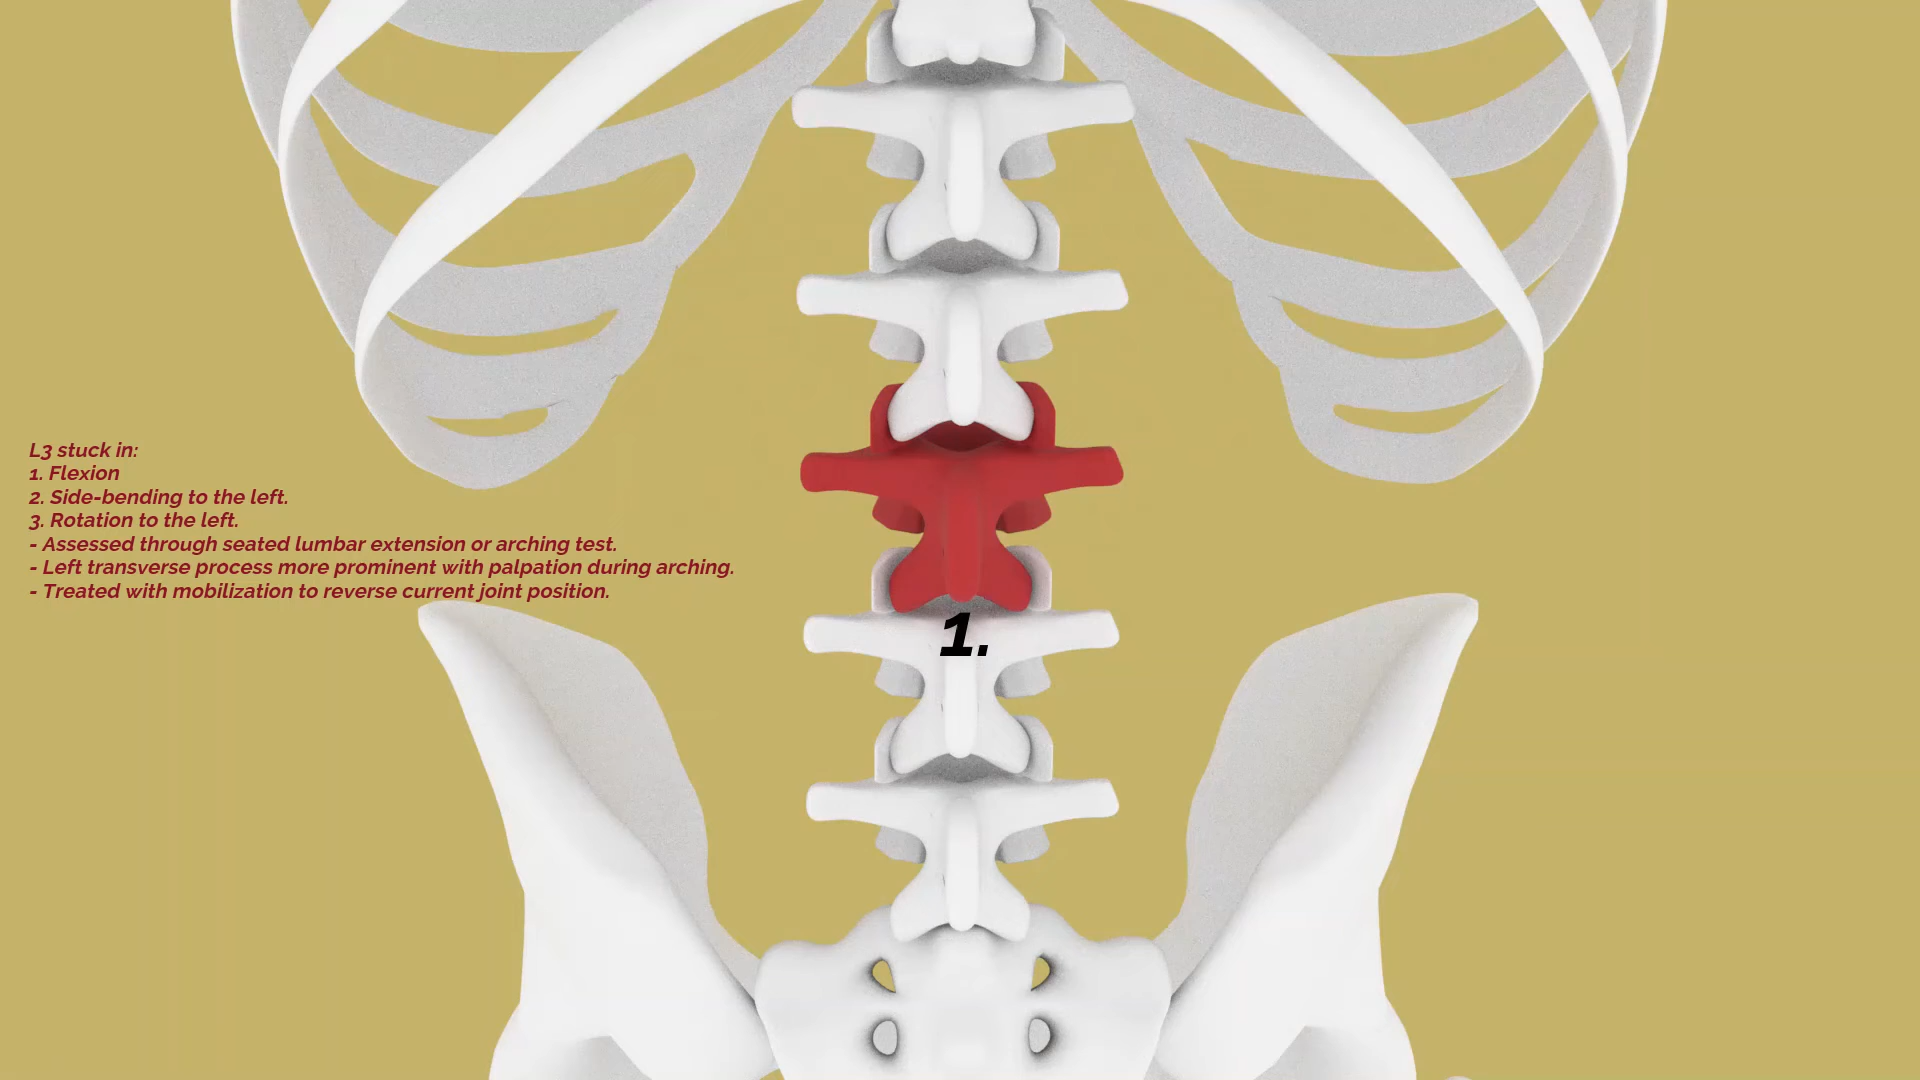 L3 stuck in:
1. Flexion
2. Side-bending to the left.
3. Rotation to the left.
- Assessed through seated lumbar extension or arching test.
- Left transverse process more prominent with palpation during arching.
- Treated with mobilization to reverse current joint position.
1.